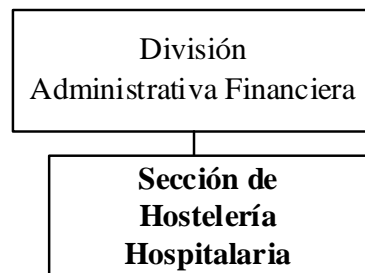 División
Administrativa Financiera
Sección de
Hostelería
Hospitalaria